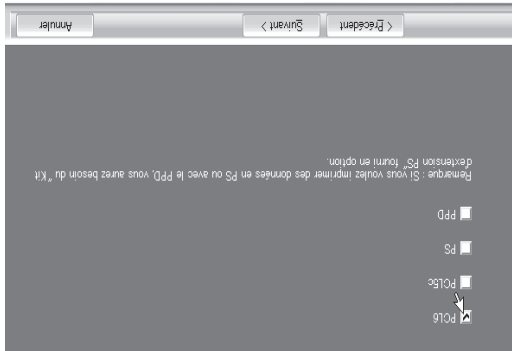 PCL6
PCL5c
PS
PPD
Remarque : Si vous voulez imprimer des données en PS ou avec le PPD, vous aurez besoin du "Kit
d'extension PS" fourni en option.
< Précédent
Suivant >
Annuler